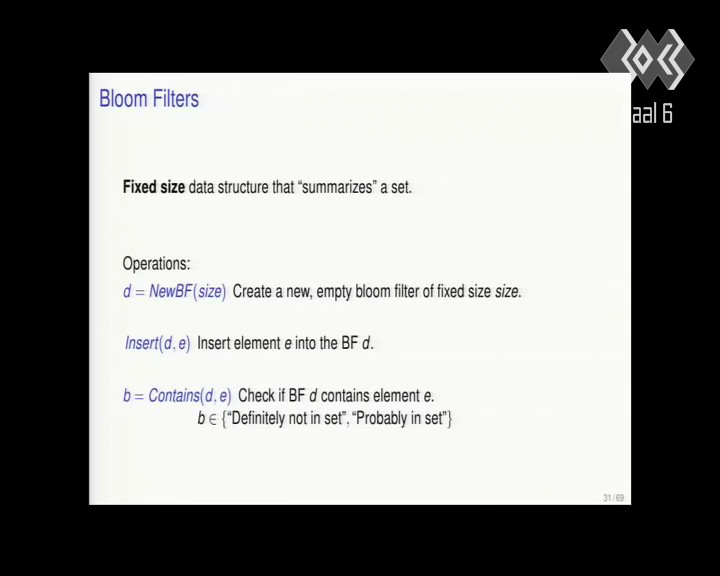 aal 6
Bloom Filters
Fixed size data structure that “summarizes” a set.
Operations:
d = NewBF(size) Create a new, empty bloom filter of fixed size size.
Insert(d, e) Insert element e into the BF d.
b = Contains(d, e) Check if BF d contains element e.
b ∈ {“Definitely not in set”, “Probably in set”}
31 / 69